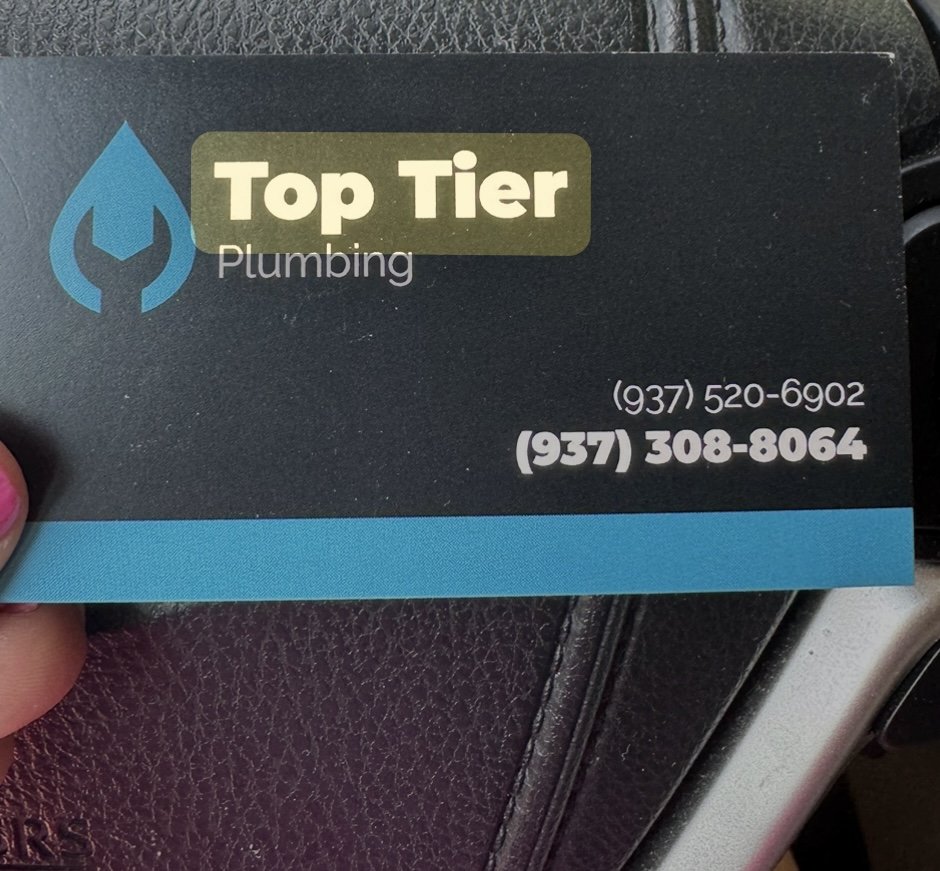 Top Tier
Plumbing
(937) 520-6902
(937) 308-8064